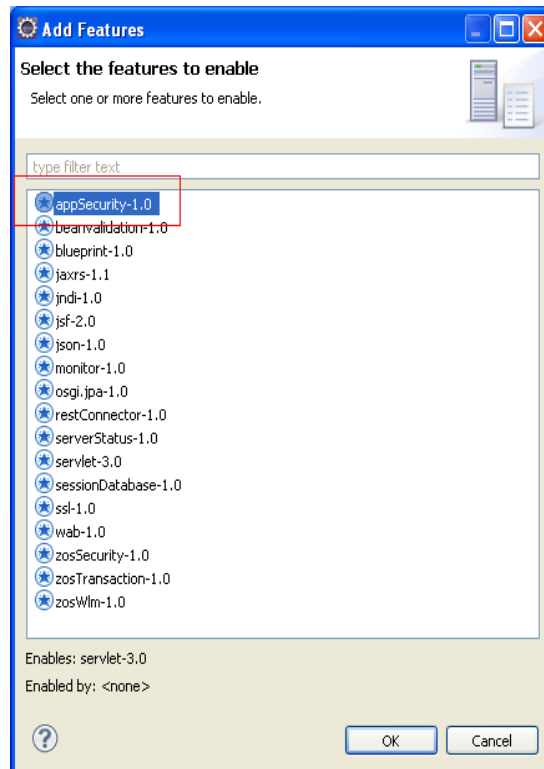 Add Features
Select the features to enable
Select one or more features to enable.
type filter text
appSecurity-1.0
beanvalidation-1.0
blueprint-1.0
jaxrs-1.1
jndi-1.0
jsf-2.0
json-1.0
monitor-1.0
osgi.jpa-1.0
restConnector-1.0
serverStatus-1.0
servlet-3.0
sessionDatabase-1.0
ssl-1.0
wab-1.0
zosSecurity-1.0
zosTransaction-1.0
zosWlm-1.0
Enables: servlet-3.0
Enabled by: <none>
OK Cancel